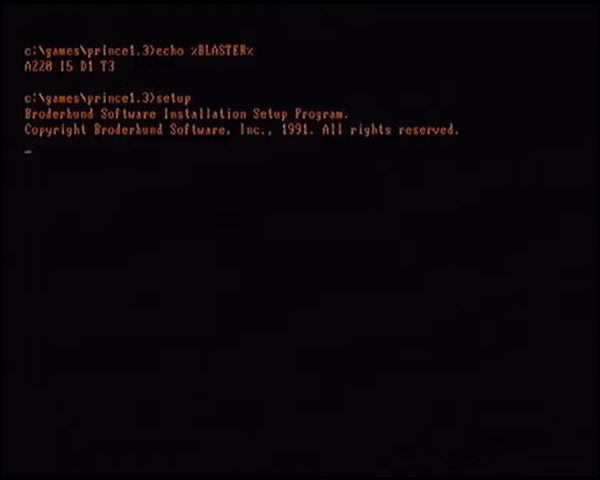 c:\games\prince1.3>echo %BLASTER%
A220 I5 D1 T3
c:\games\prince1.3>setup
Broderbund Software Installation Setup Program.
Copyright Broderbund Software, Inc., 1991. All rights reserved.